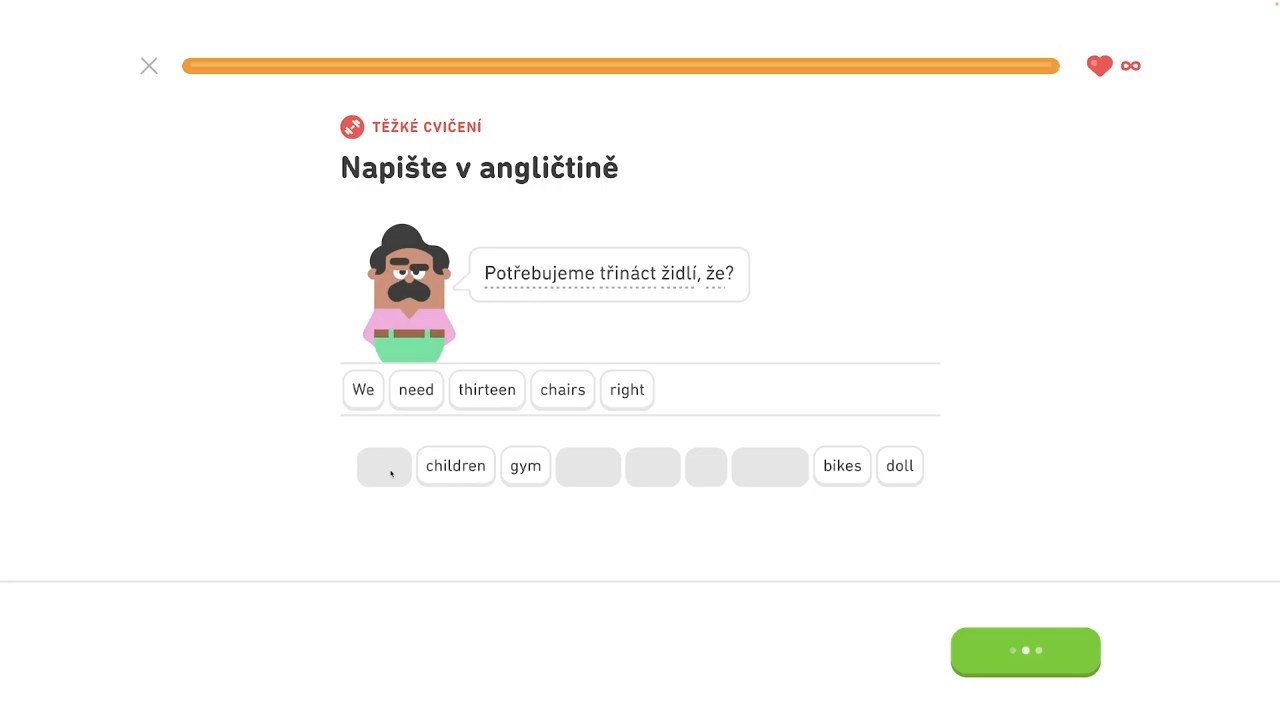 TĚŽKÉ CVIČENÍ
Napište v angličtině
Potřebujeme třináct židlí, že?
We need thirteen chairs right
children gym bikes doll